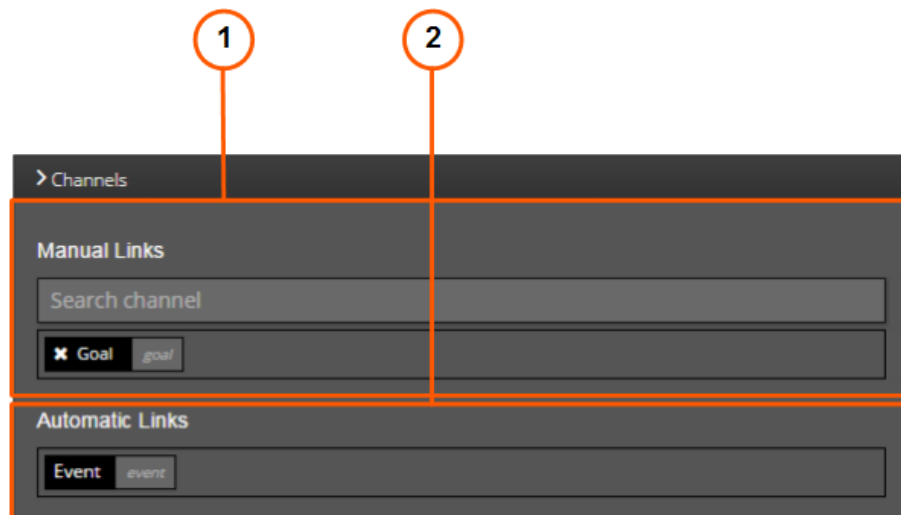 1 2
Channels
Manual Links
Search channel
✖ Goal goal
Automatic Links
Event event